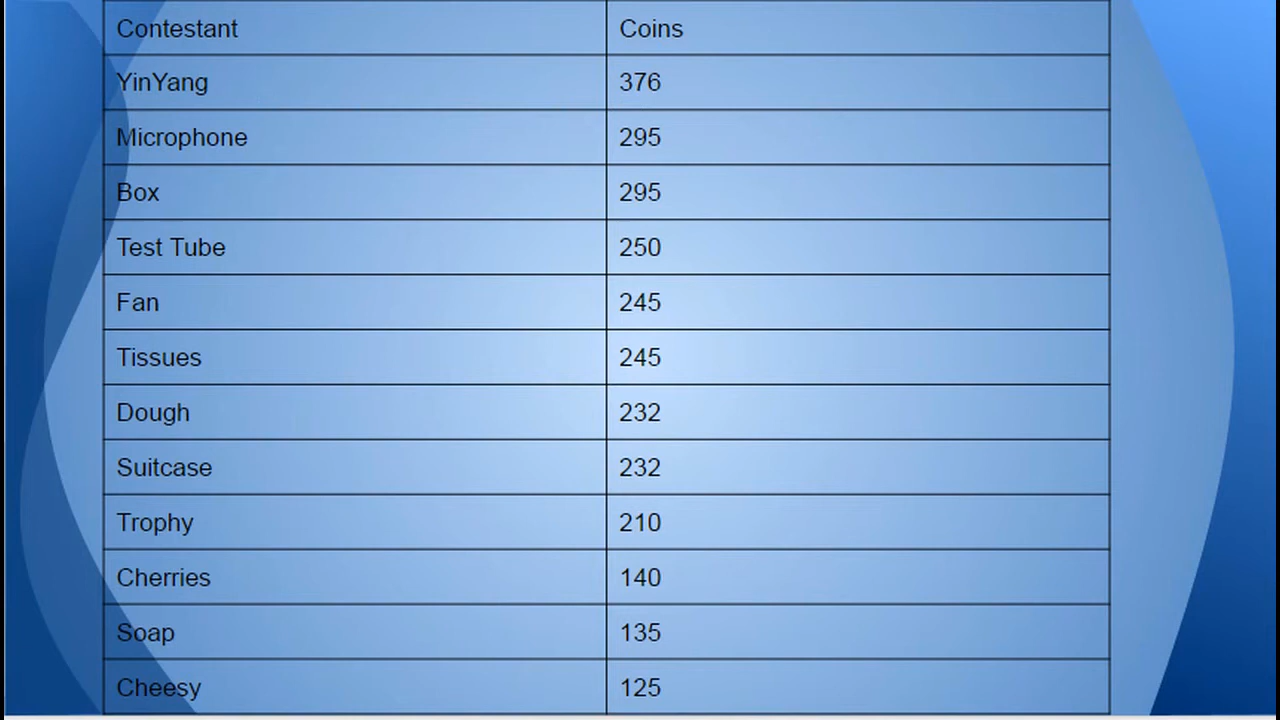 Contestant Coins
YinYang 376
Microphone 295
Box 295
Test Tube 250
Fan 245
Tissues 245
Dough 232
Suitcase 232
Trophy 210
Cherries 140
Soap 135
Cheesy 125